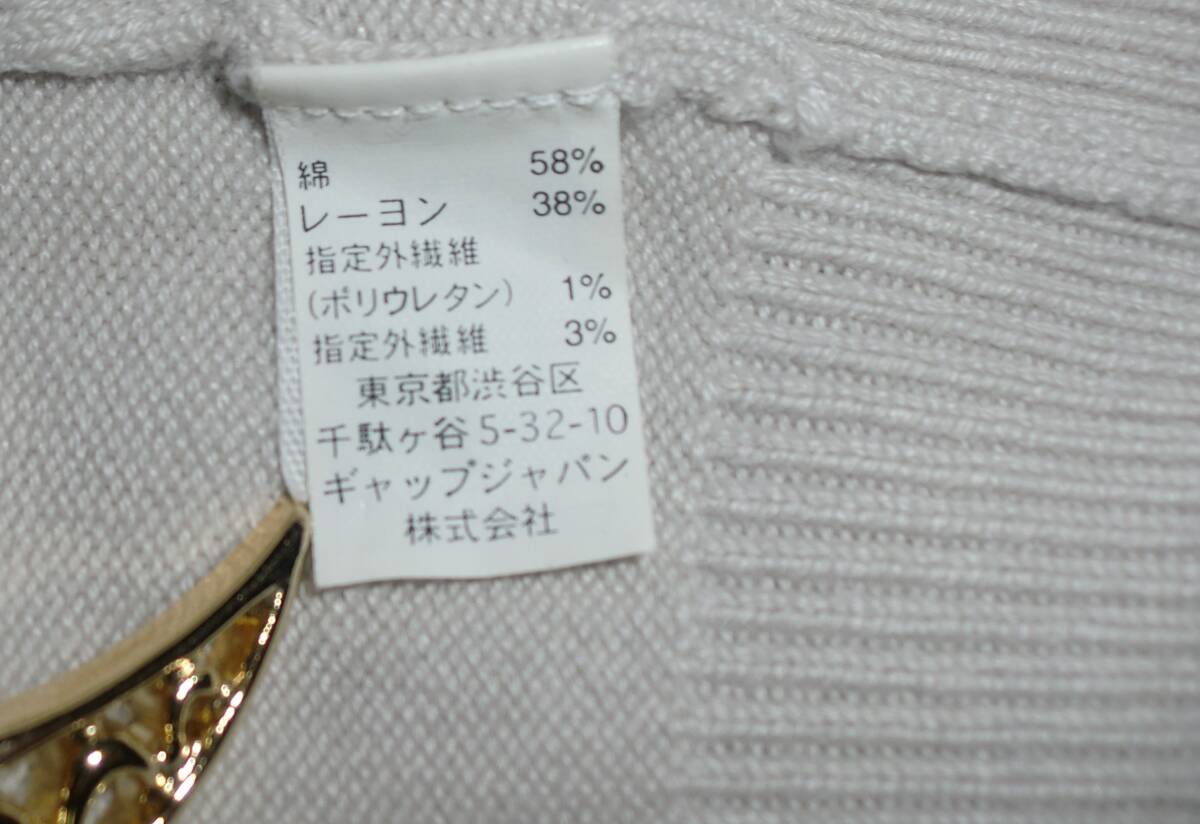 綿 58%
レーヨン 38%
指定外繊維
(ポリウレタン) 1%
指定外繊維 3%
東京都渋谷区
千駄ヶ谷5-32-10
ギャップジャパン
株式会社